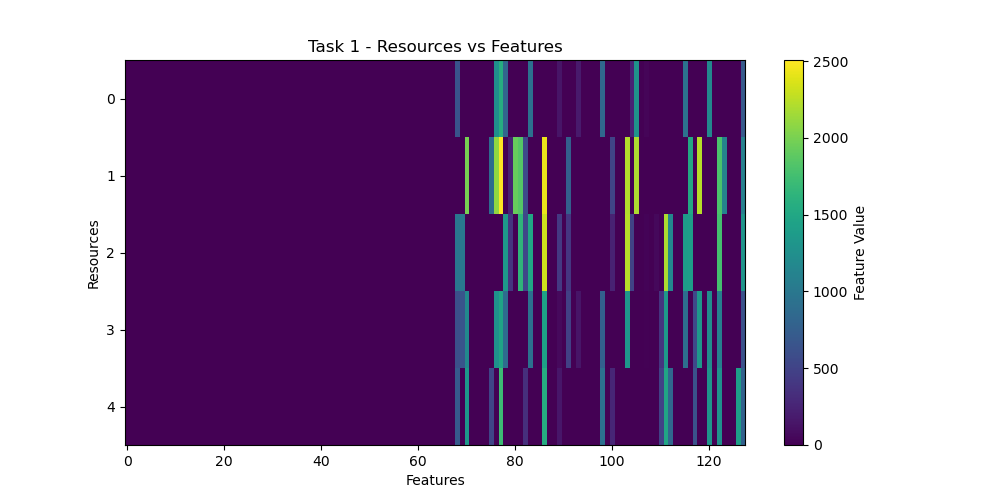 Task 1 - Resources vs Features
Resources
0
1
2
3
4
0 20 40 60 80 100 120
Features
2500
2000
1500
1000
500
0
Feature Value